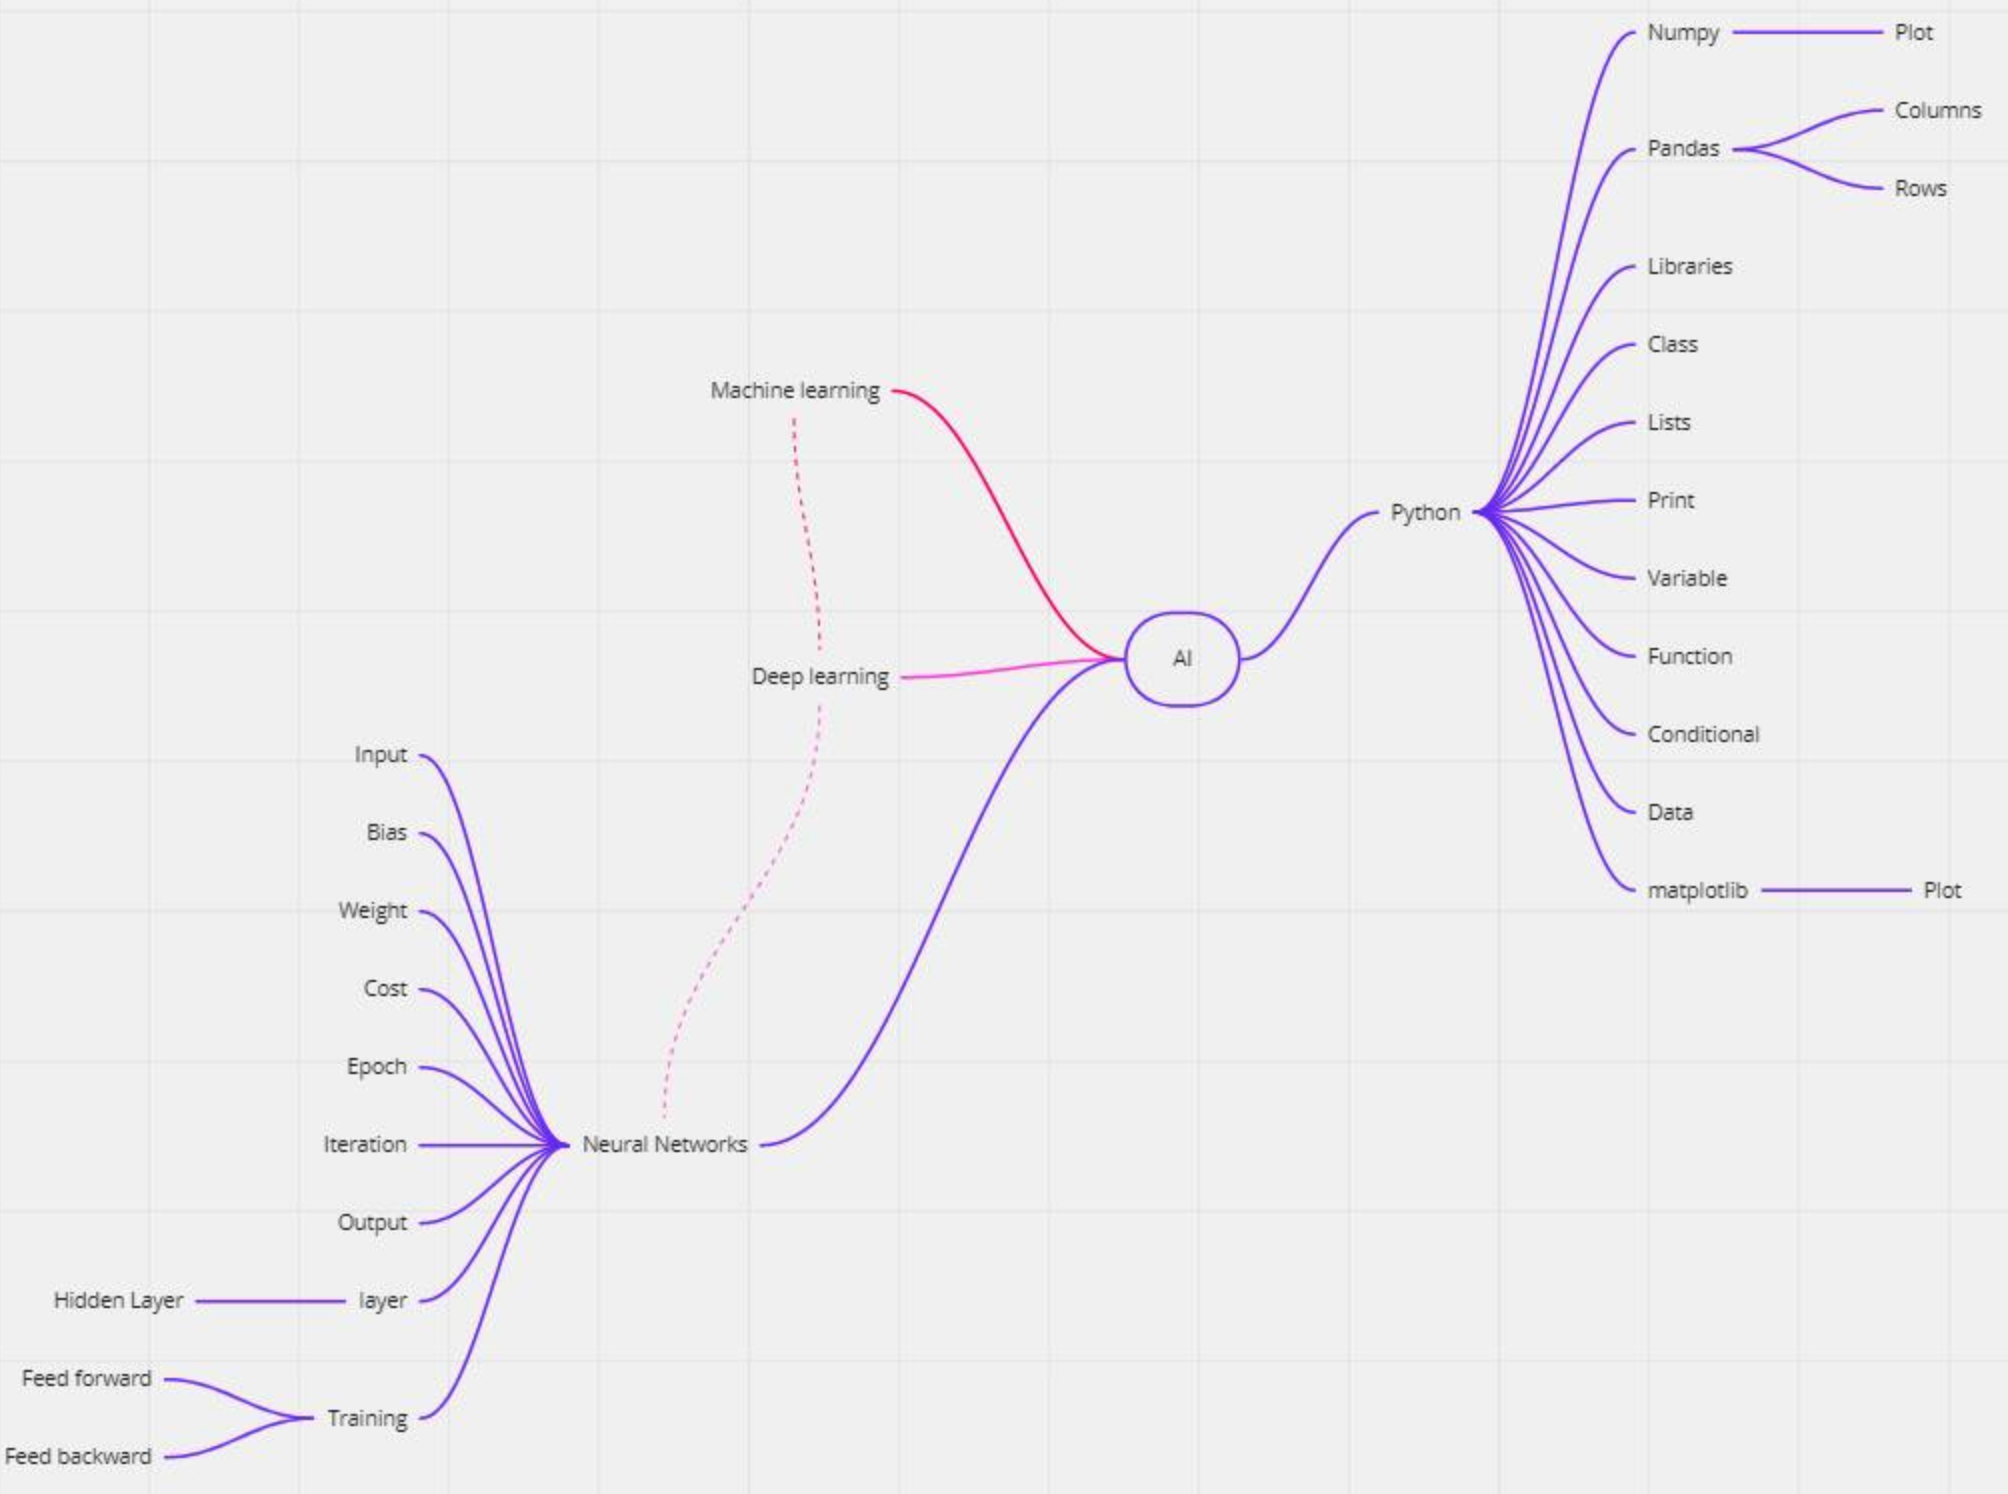 Numpy
Plot
Pandas
Columns
Rows
Libraries
Class
Lists
Print
Variable
Function
Conditional
Data
matplotlib
Plot
Python
AI
Machine learning
Deep learning
Neural Networks
Input
Bias
Weight
Cost
Epoch
Iteration
Output
layer
Hidden Layer
Training
Feed forward
Feed backward